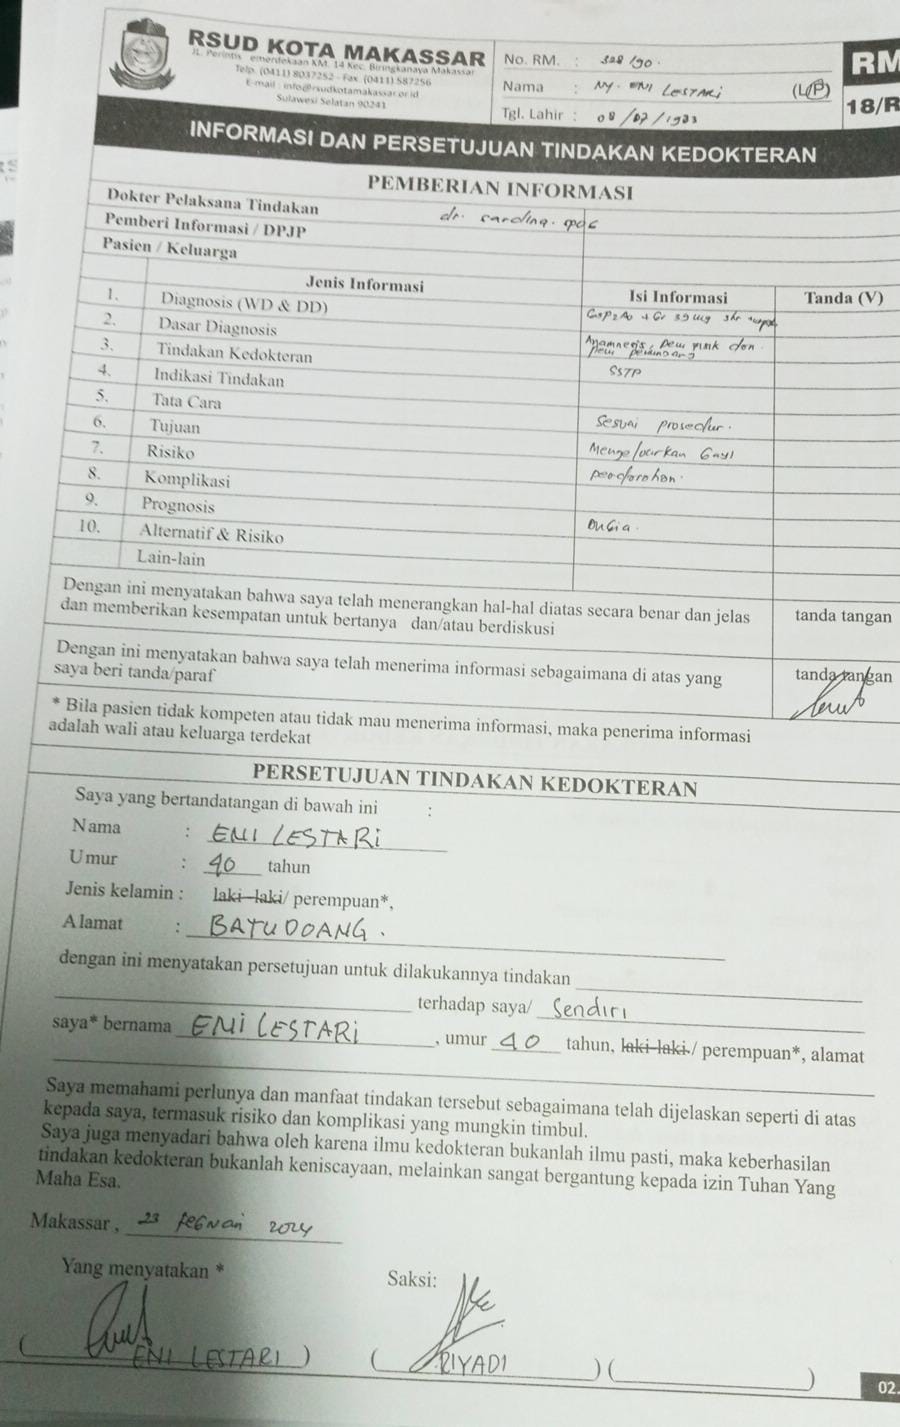 RSUD KOTA MAKASSAR
JL. Perintis emerdekaan KM. 14 Kec. Biringkanaya Makassar
Telp. (0411) 8037252 - Fax. (0411) 587256
E-mail : info@rsudkotamakassar.or.id
Sulawesi Selatan 90241
No. RM. : 328190.
Nama : NY. ENI LESTARI (L/P)
Tgl. Lahir : 08/07/1983
RM
18/R
INFORMASI DAN PERSETUJUAN TINDAKAN KEDOKTERAN
PEMBERIAN INFORMASI
Dokter Pelaksana Tindakan dr.
Pemberi Informasi / DPJP
Pasien / Keluarga
Jenis Informasi Isi Informasi Tanda (V)
1. Diagnosis (WD & DD)
2. Dasar Diagnosis Anamnesis, pem fisik dan
pem penunjang
3. Tindakan Kedokteran SSTP
4. Indikasi Tindakan
5. Tata Cara Sesuai prosedur.
6. Tujuan Mengeluarkan bayi
7. Risiko perdarahan.
8. Komplikasi
9. Prognosis Dubia.
10. Alternatif & Risiko
Lain-lain
Dengan ini menyatakan bahwa saya telah menerangkan hal-hal diatas secara benar dan jelas
dan memberikan kesempatan untuk bertanya dan/atau berdiskusi
tanda tangan
Dengan ini menyatakan bahwa saya telah menerima informasi sebagaimana di atas yang
saya beri tanda/paraf
tanda tangan
* Bila pasien tidak kompeten atau tidak mau menerima informasi, maka penerima informasi
adalah wali atau keluarga terdekat
PERSETUJUAN TINDAKAN KEDOKTERAN
Saya yang bertandatangan di bawah ini :
Nama : ENI LESTARI
Umur : 40 tahun
Jenis kelamin : laki-laki/ perempuan*,
Alamat : BATU DOANG.
dengan ini menyatakan persetujuan untuk dilakukannya tindakan
terhadap saya/ Sendiri
saya* bernama ENI LESTARI, umur 40 tahun, laki-laki/ perempuan*, alamat
Saya memahami perlunya dan manfaat tindakan tersebut sebagaimana telah dijelaskan seperti di atas
kepada saya, termasuk risiko dan komplikasi yang mungkin timbul.
Saya juga menyadari bahwa oleh karena ilmu kedokteran bukanlah ilmu pasti, maka keberhasilan
tindakan kedokteran bukanlah keniscayaan, melainkan sangat bergantung kepada izin Tuhan Yang
Maha Esa.
Makassar , 23 februari 2024
Yang menyatakan * Saksi:
( ENI LESTARI ) ( RIYADI ) ( )
02.